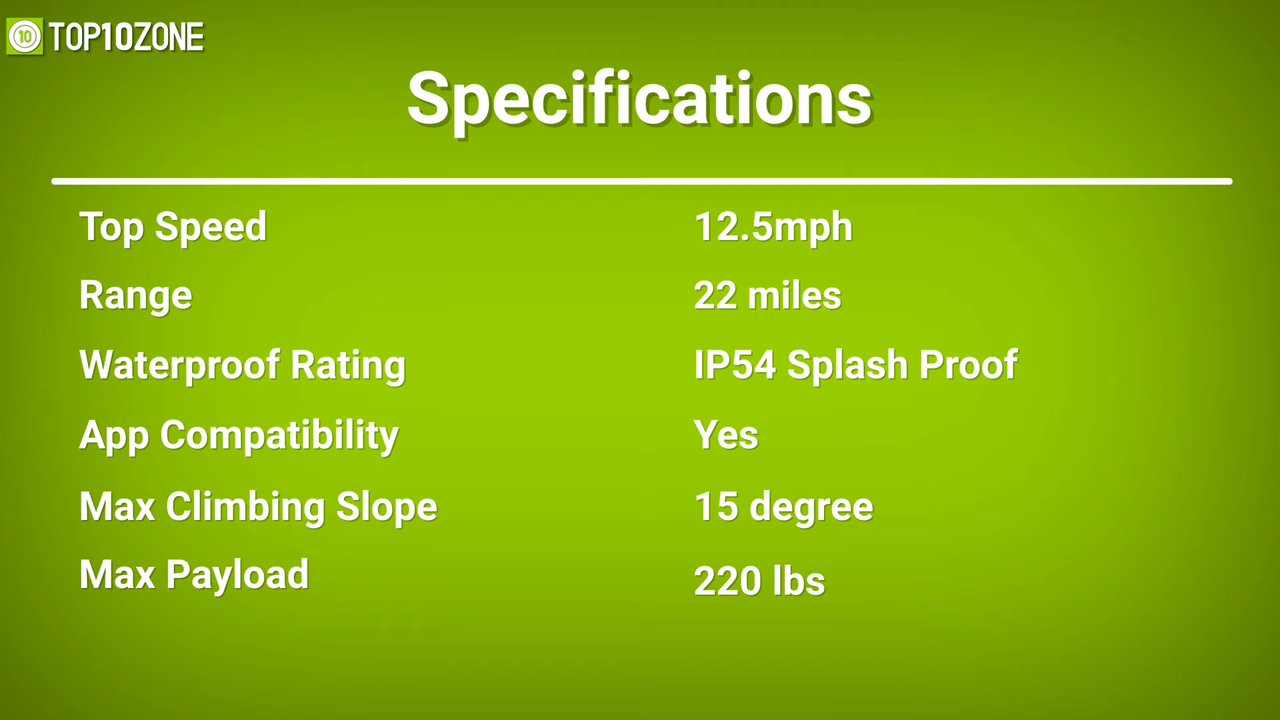 10 TOP10ZONE
Specifications
Top Speed 12.5mph
Range 22 miles
Waterproof Rating IP54 Splash Proof
App Compatibility Yes
Max Climbing Slope 15 degree
Max Payload 220 lbs